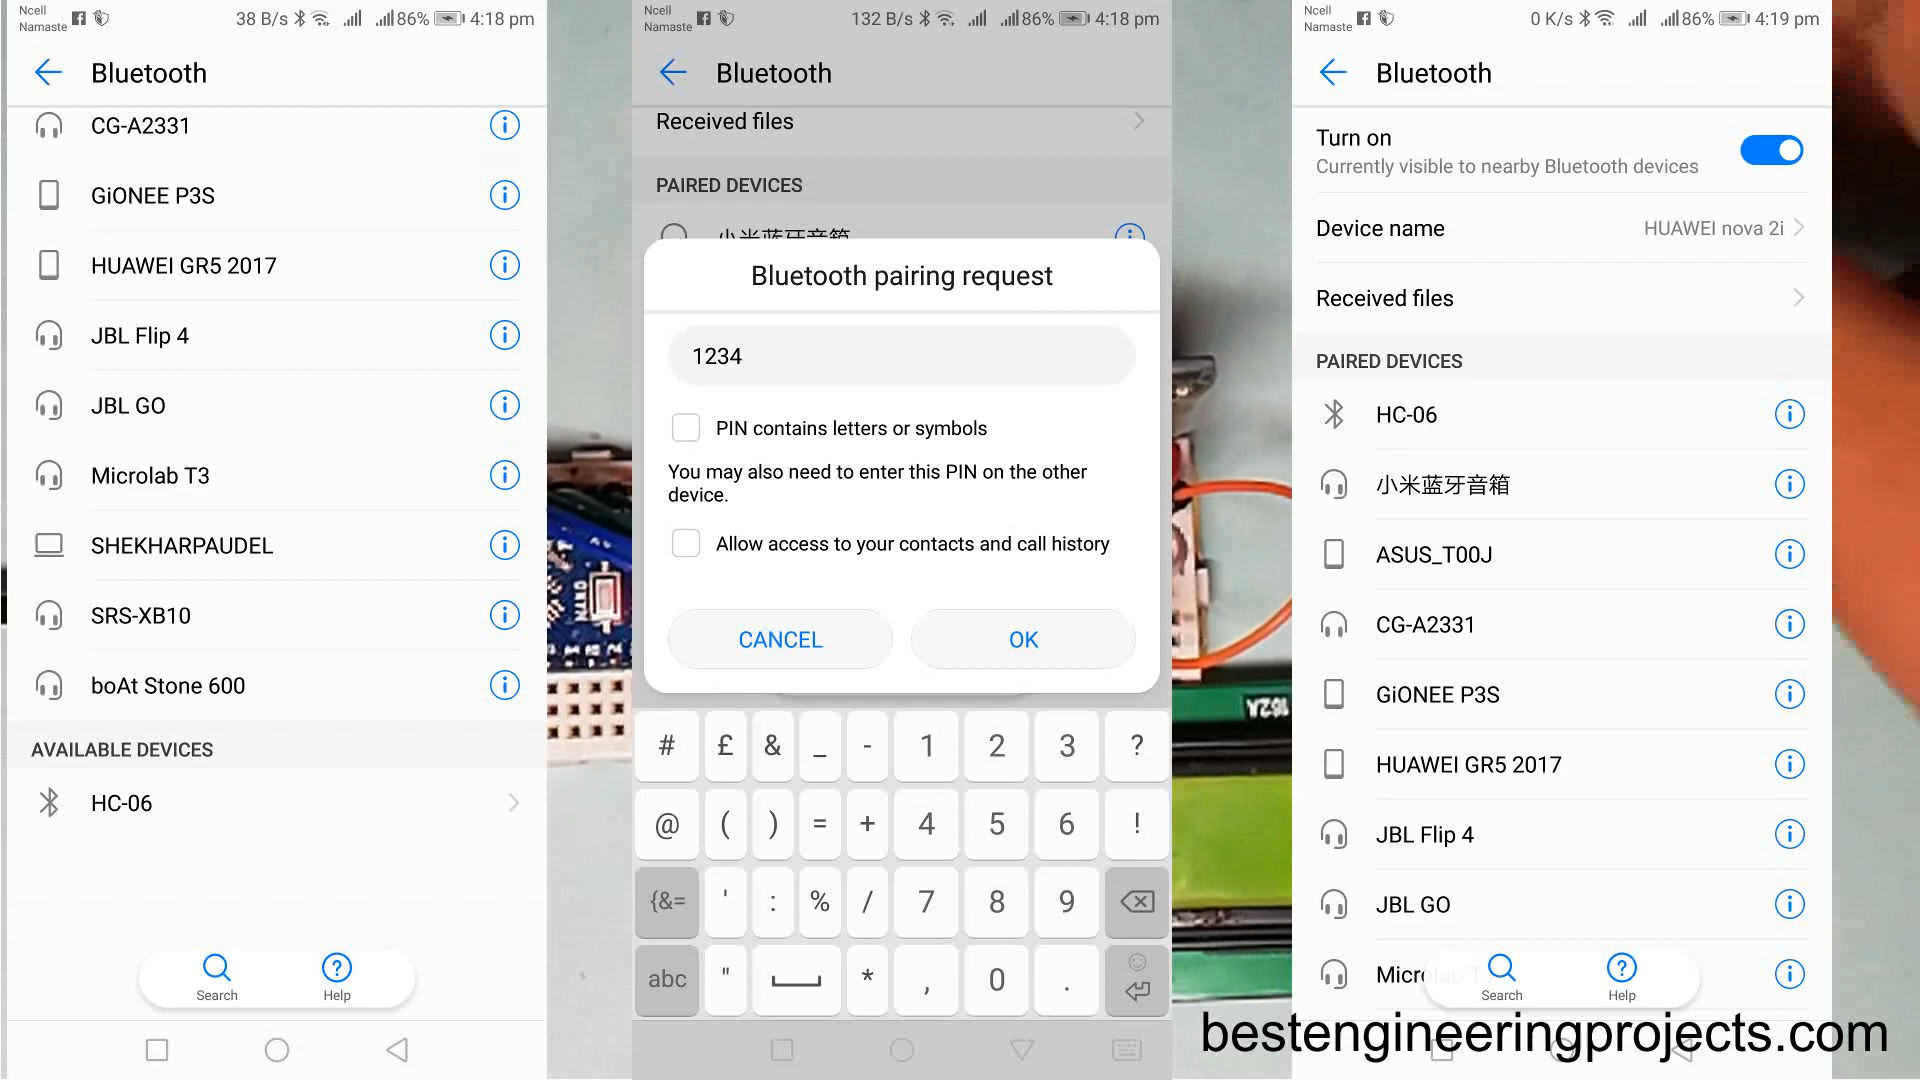 Ncell
Namaste
38 B/s
86%
4:18 pm
Bluetooth
CG-A2331
GiONEE P3S
HUAWEI GR5 2017
JBL Flip 4
JBL GO
Microlab T3
SHEKHARPAUDEL
SRS-XB10
boAt Stone 600
AVAILABLE DEVICES
HC-06
Search
Help
Ncell
Namaste
132 B/s
86%
4:18 pm
Bluetooth
Received files
PAIRED DEVICES
小米蓝牙音箱
Bluetooth pairing request
1234
PIN contains letters or symbols
You may also need to enter this PIN on the other
device.
Allow access to your contacts and call history
CANCEL
OK
# £ & _ - 1 2 3 ?
@ ( ) = + 4 5 6 !
{&= ' : % / 7 8 9
abc " * , 0 .
Ncell
Namaste
0 K/s
86%
4:19 pm
Bluetooth
Turn on
Currently visible to nearby Bluetooth devices
Device name
HUAWEI nova 2i
Received files
PAIRED DEVICES
HC-06
小米蓝牙音箱
ASUS_T00J
CG-A2331
GiONEE P3S
HUAWEI GR5 2017
JBL Flip 4
JBL GO
Microlab T
Search
Help
bestengineeringprojects.com